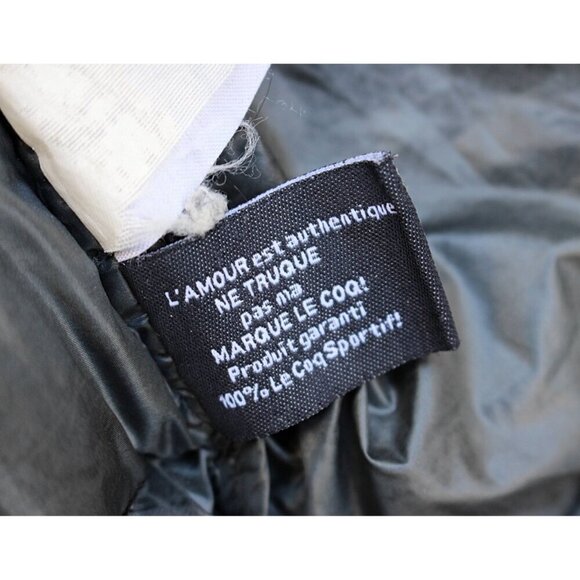 L'AMOUR est authentique
NE TRUQUE
pas ma
MARQUE LE COQ!
Produit garanti
100% Le CoqSportif!